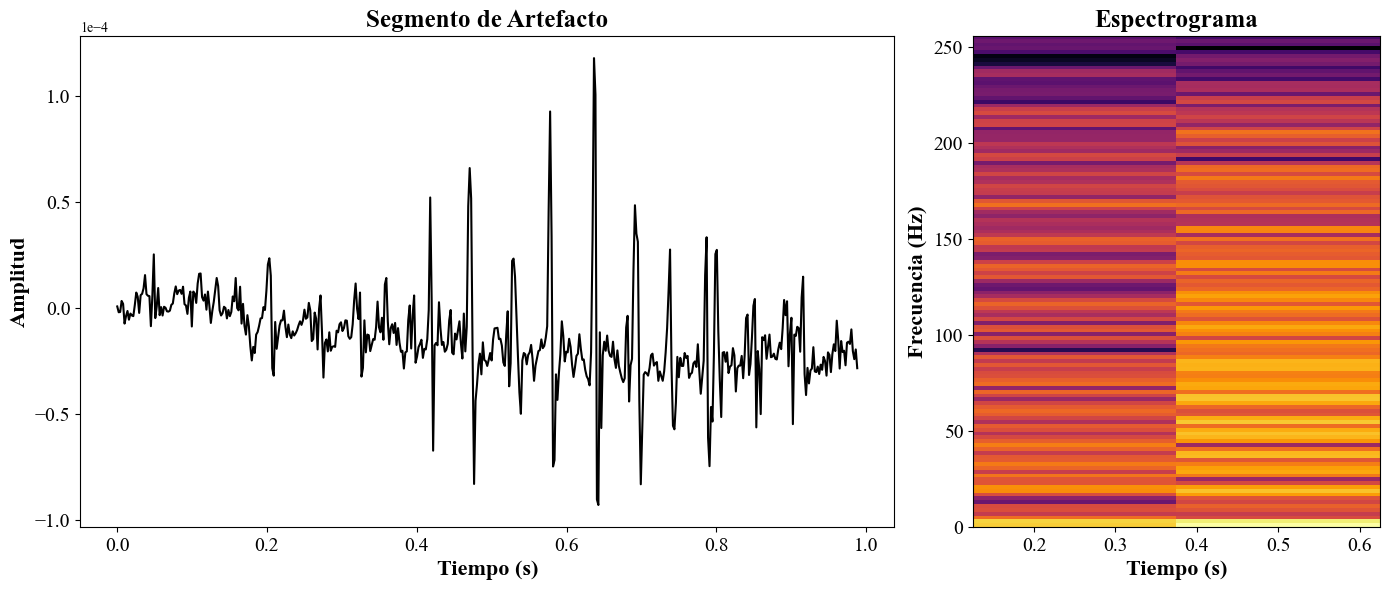 Segmento de Artefacto
1e−4
1.0
0.5
0.0
−0.5
−1.0
Amplitud
0.0 0.2 0.4 0.6 0.8 1.0
Tiempo (s)
Espectrograma
250
200
150
100
50
0
Frecuencia (Hz)
0.2 0.3 0.4 0.5 0.6
Tiempo (s)